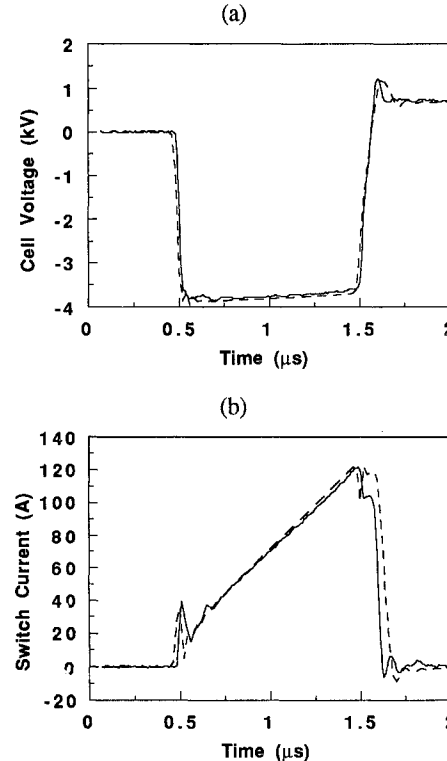 (a)
2
1
0
-1
-2
-3
-4
Cell Voltage (kV)
0 0.5 1 1.5 2
Time (μs)
(b)
140
120
100
80
60
40
20
0
-20
Switch Current (A)
0 0.5 1 1.5 2
Time (μs)